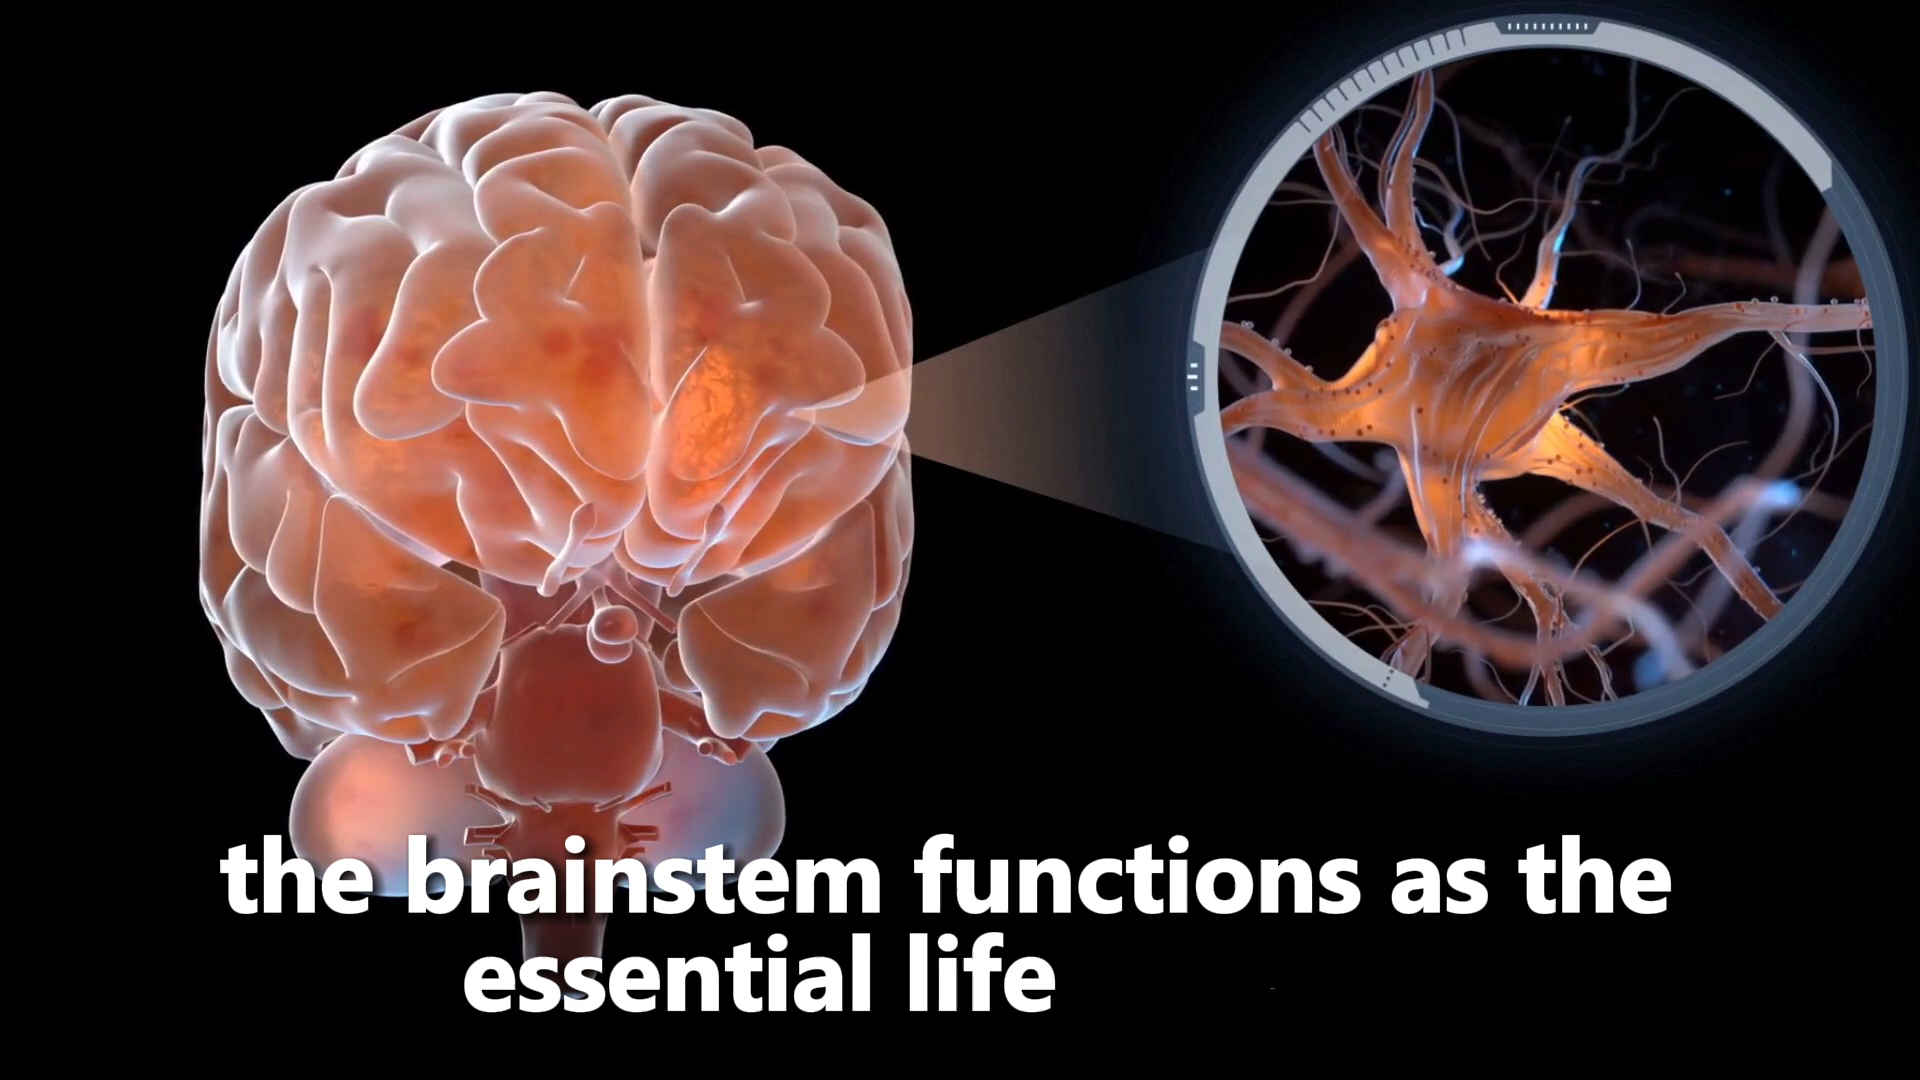 the brainstem functions as the
essential life